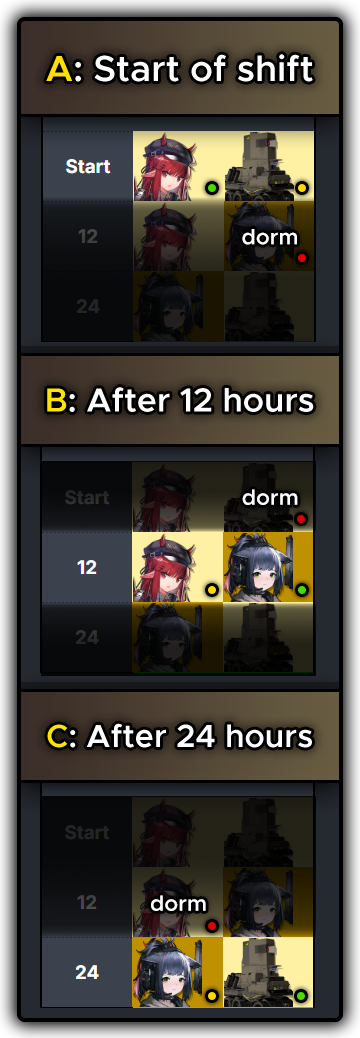 A: Start of shift
Start
12
dorm
24
B: After 12 hours
Start
dorm
12
24
C: After 24 hours
Start
12
dorm
24